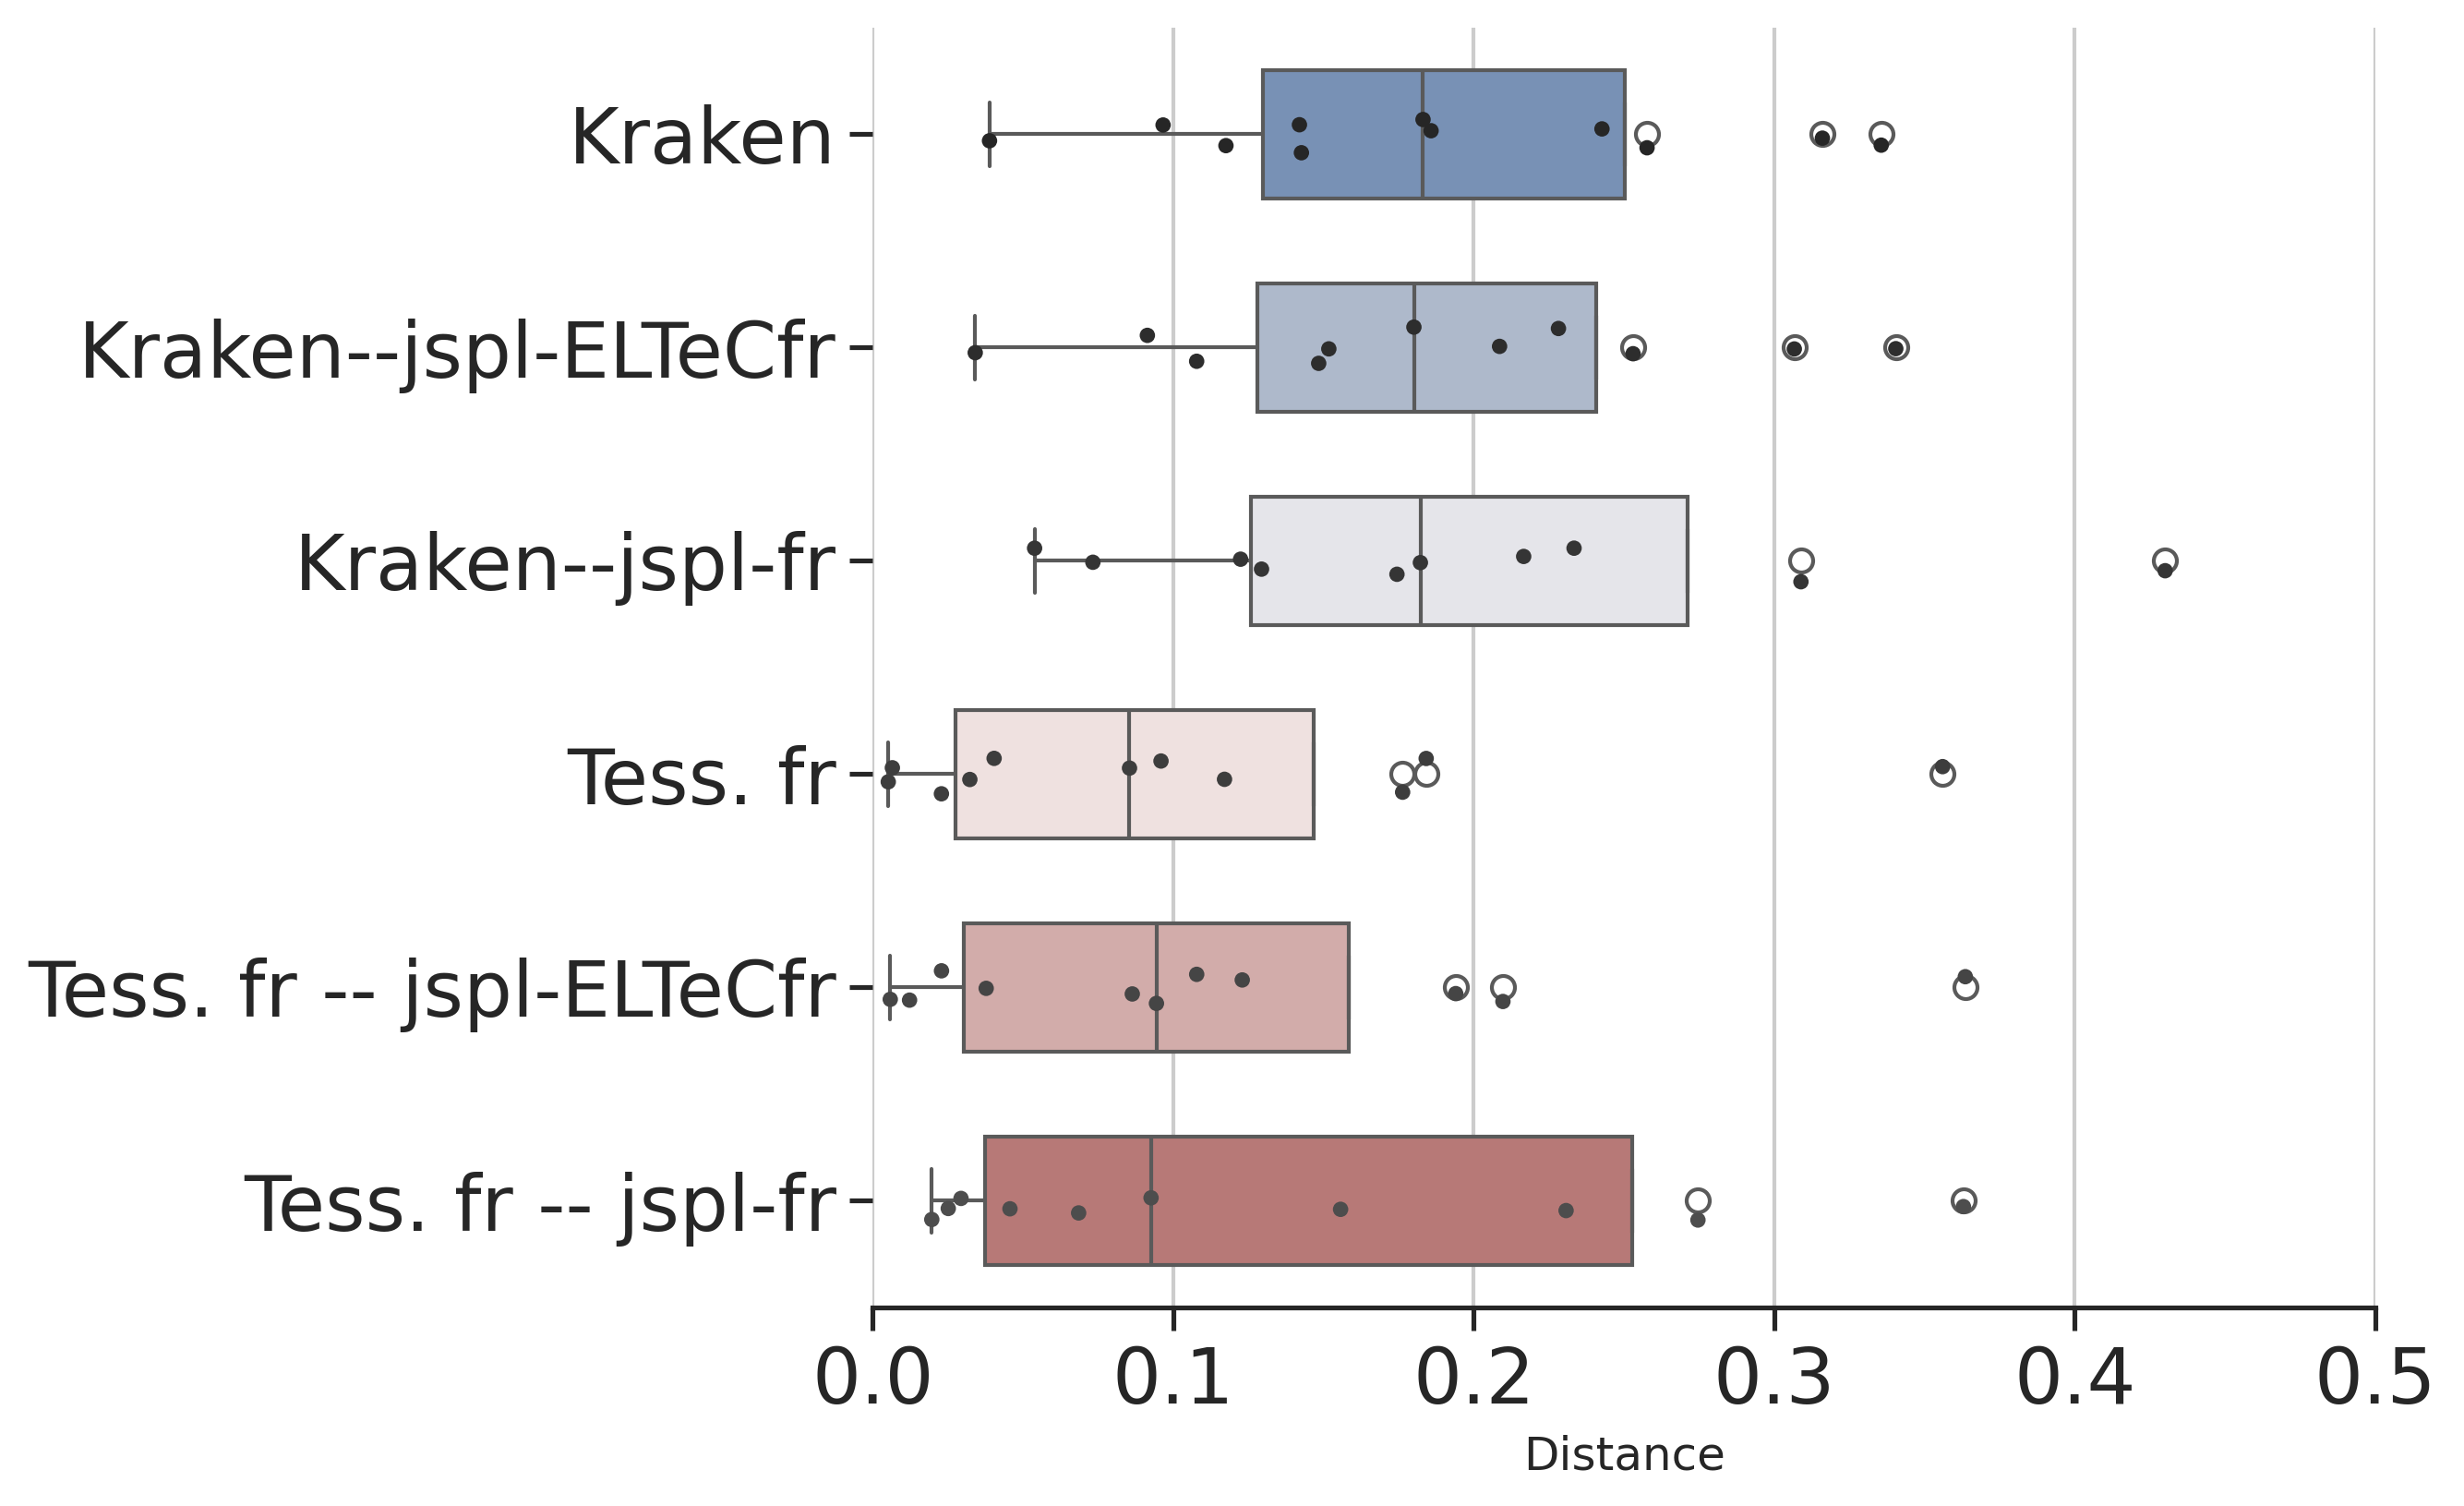 Kraken
Kraken--jspl-ELTeCfr
Kraken--jspl-fr
Tess. fr
Tess. fr -- jspl-ELTeCfr
Tess. fr -- jspl-fr
0.0 0.1 0.2 0.3 0.4 0.5
Distance